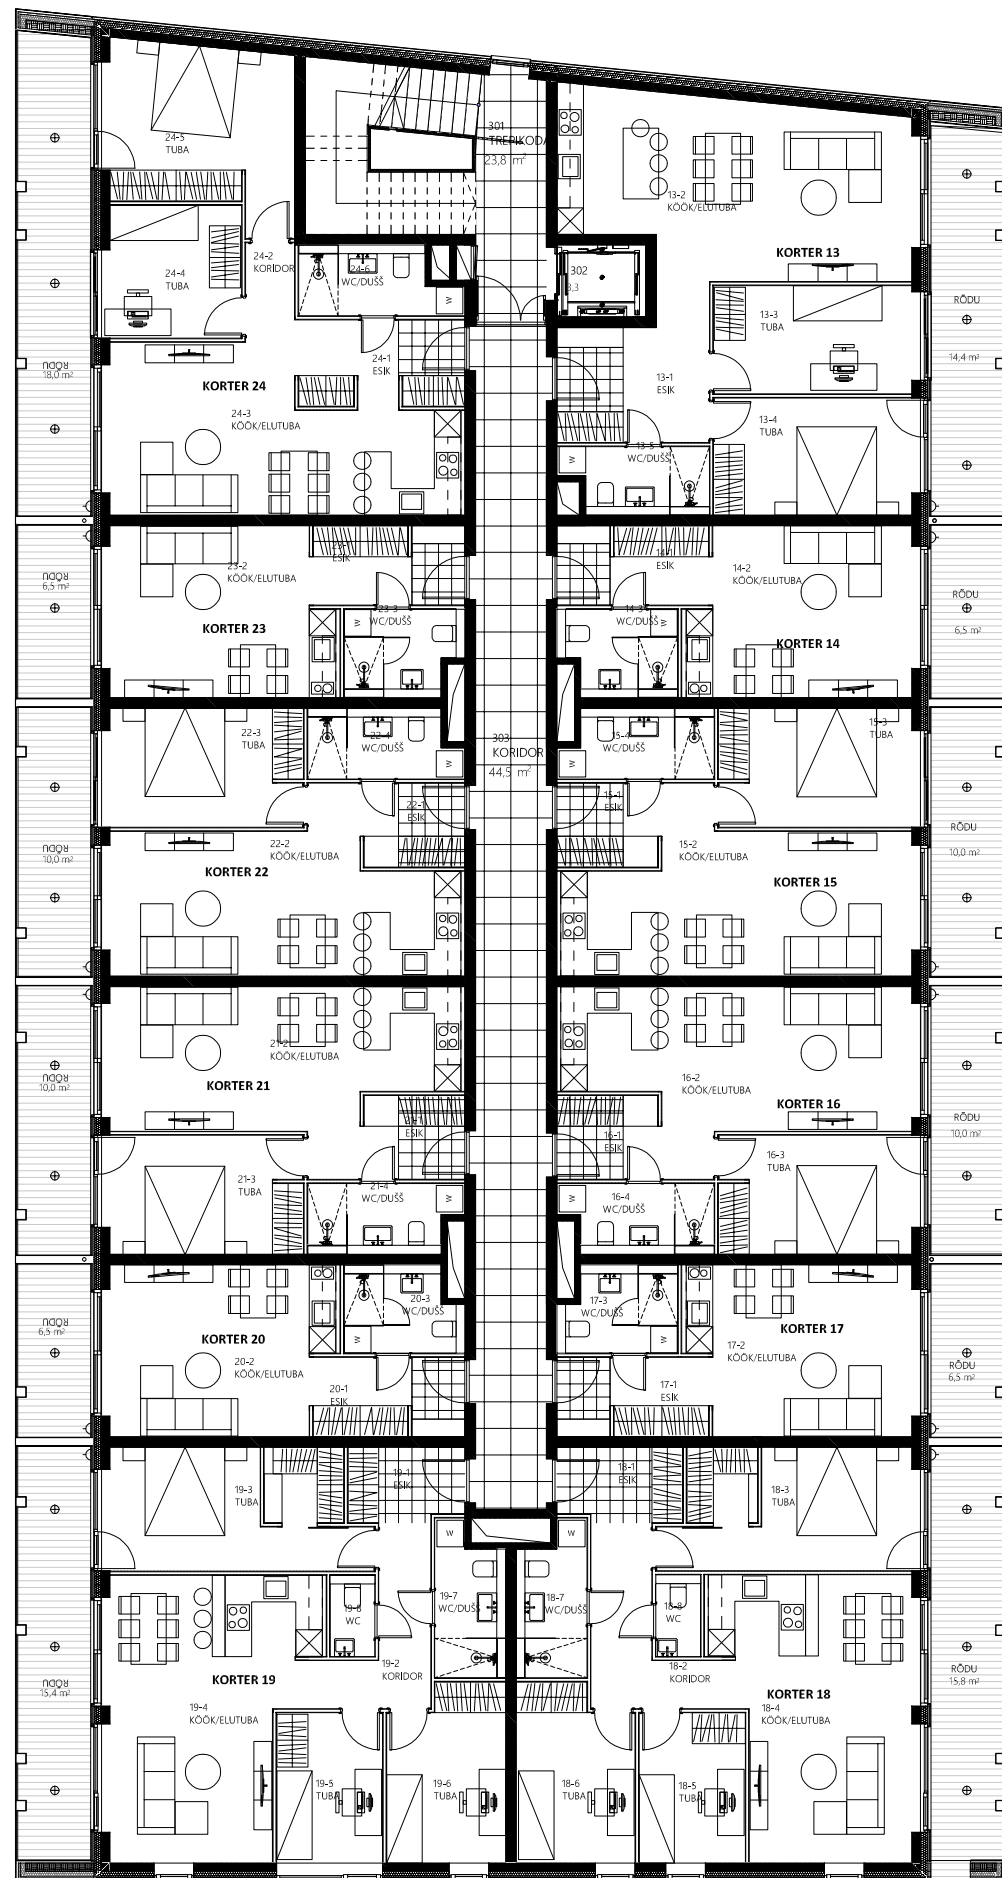 24-5
TUBA
301
TREPIKODA
23,8 m²
13-2
KÖÖK/ELUTUBA
KORTER 13
24-2
KORIDOR
24-4
TUBA
24-6
WC/DUŠŠ
W
302
3,3
13-3
TUBA
RÕDU
14,4 m²
RÕDU
18,0 m²
24-1
ESIK
KORTER 24
24-3
KÖÖK/ELUTUBA
13-1
ESIK
13-4
TUBA
13-5
WC/DUŠŠ
W
23-1
ESIK
23-2
KÖÖK/ELUTUBA
RÕDU
6,5 m²
KORTER 23
23-3
WC/DUŠŠ
W
14-1
ESIK
14-2
KÖÖK/ELUTUBA
14-3
WC/DUŠŠ
W
KORTER 14
RÕDU
6,5 m²
22-3
TUBA
22-4
WC/DUŠŠ
W
303
KORIDOR
44,5 m²
15-4
WC/DUŠŠ
W
15-3
TUBA
22-1
ESIK
22-2
KÖÖK/ELUTUBA
RÕDU
10,0 m²
KORTER 22
15-1
ESIK
15-2
KÖÖK/ELUTUBA
KORTER 15
RÕDU
10,0 m²
21-2
KÖÖK/ELUTUBA
RÕDU
10,0 m²
KORTER 21
16-2
KÖÖK/ELUTUBA
KORTER 16
RÕDU
10,0 m²
21-1
ESIK
16-1
ESIK
21-3
TUBA
21-4
WC/DUŠŠ
W
W
16-4
WC/DUŠŠ
16-3
TUBA
RÕDU
6,5 m²
KORTER 20
20-2
KÖÖK/ELUTUBA
20-3
WC/DUŠŠ
W
20-1
ESIK
17-3
WC/DUŠŠ
W
KORTER 17
17-2
KÖÖK/ELUTUBA
17-1
ESIK
RÕDU
6,5 m²
19-3
TUBA
19-1
ESIK
18-1
ESIK
18-3
TUBA
W
W
19-8
WC
19-7
WC/DUŠŠ
18-7
WC/DUŠŠ
18-8
WC
19-2
KORIDOR
18-2
KORIDOR
RÕDU
15,4 m²
KORTER 19
19-4
KÖÖK/ELUTUBA
KORTER 18
18-4
KÖÖK/ELUTUBA
RÕDU
15,8 m²
19-5
TUBA
19-6
TUBA
18-6
TUBA
18-5
TUBA